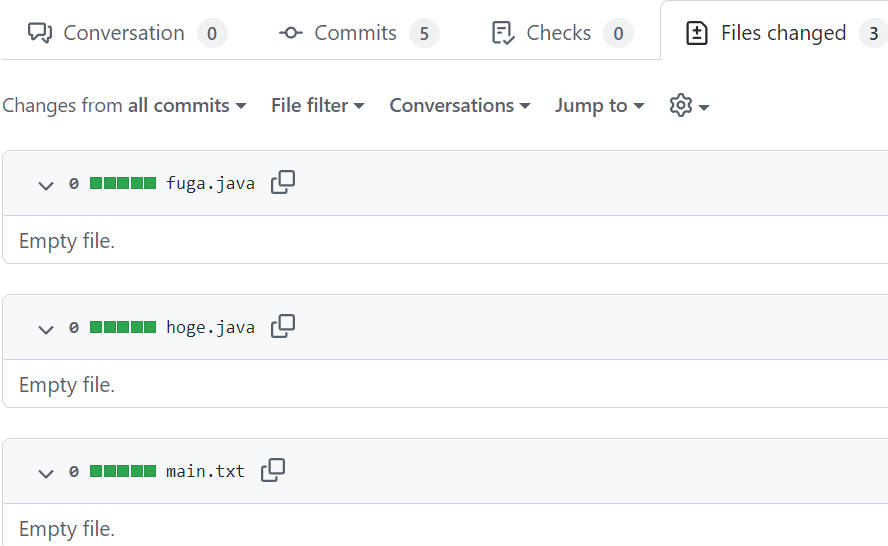 Conversation 0 Commits 5 Checks 0 Files changed 3
Changes from all commits File filter Conversations Jump to
0 fuga.java
Empty file.
0 hoge.java
Empty file.
0 main.txt
Empty file.